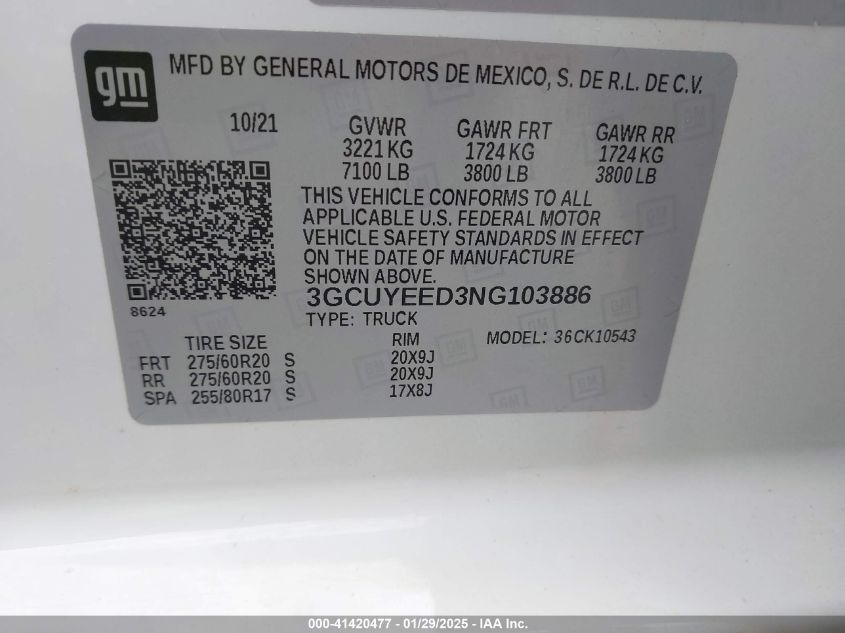 gm
MFD BY GENERAL MOTORS DE MEXICO, S. DE R.L. DE C.V.
10/21 GVWR GAWR FRT GAWR RR
3221 KG 1724 KG 1724 KG
7100 LB 3800 LB 3800 LB
THIS VEHICLE CONFORMS TO ALL
APPLICABLE U.S. FEDERAL MOTOR
VEHICLE SAFETY STANDARDS IN EFFECT
ON THE DATE OF MANUFACTURE
SHOWN ABOVE.
3GCUYEED3NG103886
8624
TYPE: TRUCK
TIRE SIZE RIM MODEL: 36CK10543
FRT 275/60R20 S 20X9J
RR 275/60R20 S 20X9J
SPA 255/80R17 S 17X8J
000-41420477 - 01/29/2025 - IAA Inc.